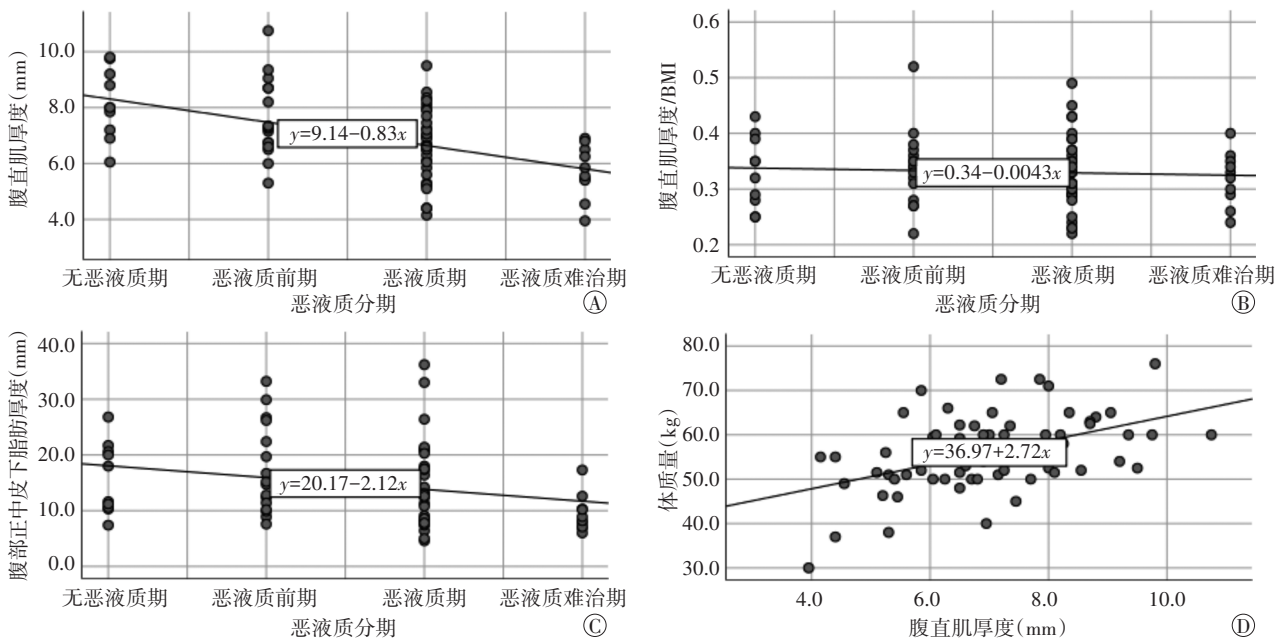 腹直肌厚度(mm)
10.0
8.0
6.0
4.0
y=9.14−0.83x
无恶液质期 恶液质前期 恶液质期 恶液质难治期
恶液质分期
Ⓐ
腹直肌厚度/BMI
0.6
0.5
0.4
0.3
0.2
y=0.34−0.0043x
无恶液质期 恶液质前期 恶液质期 恶液质难治期
恶液质分期
Ⓑ
腹部正中皮下脂肪厚度(mm)
40.0
30.0
20.0
10.0
0.0
y=20.17−2.12x
无恶液质期 恶液质前期 恶液质期 恶液质难治期
恶液质分期
Ⓒ
体质量(kg)
80.0
70.0
60.0
50.0
40.0
30.0
y=36.97+2.72x
4.0 6.0 8.0 10.0
腹直肌厚度(mm)
Ⓓ